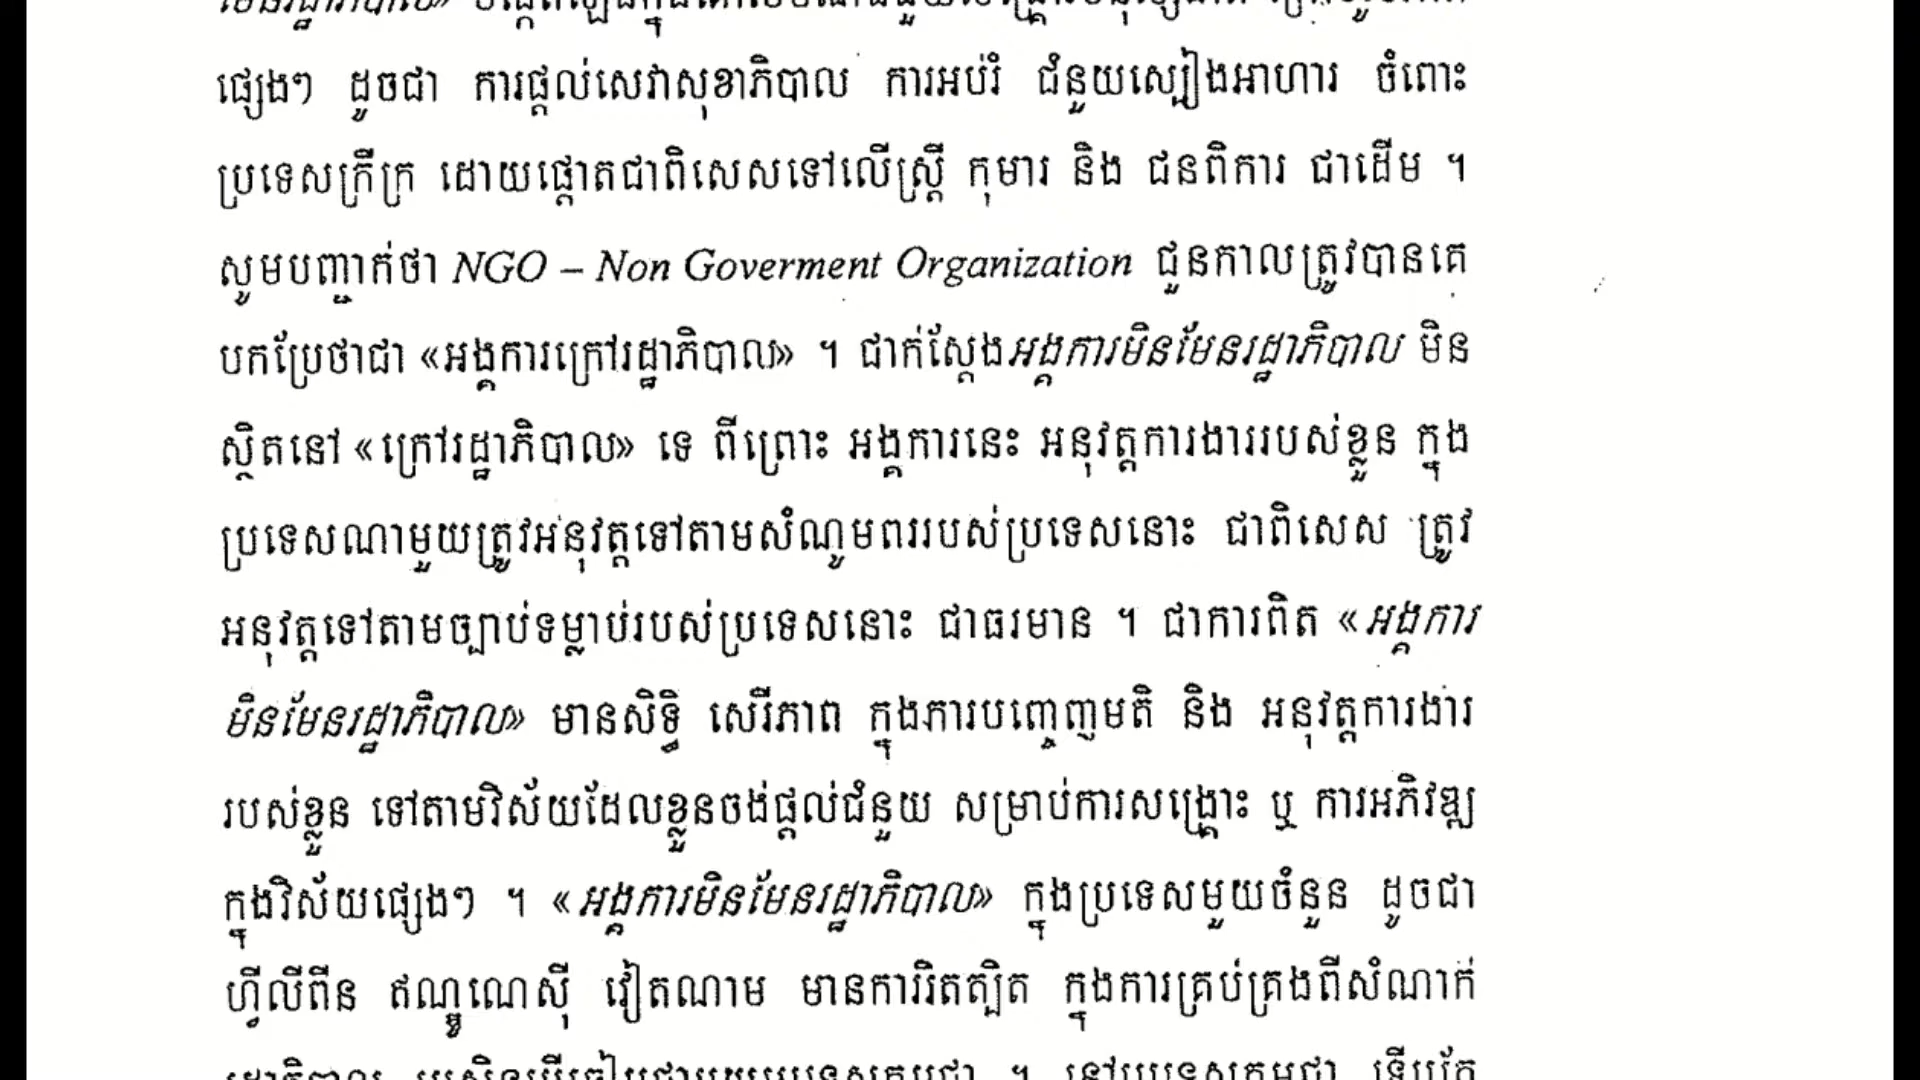 មិនមែនរដ្ឋាភិបាល»
ផ្សេងៗ ដូចជា ការផ្តល់សេវាសុខាភិបាល ការអប់រំ ជំនួយស្បៀងអាហារ ចំពោះ
ប្រទេសក្រីក្រ ដោយផ្តោតជាពិសេសទៅលើស្ត្រី កុមារ និង ជនពិការ ជាដើម ។
សូមបញ្ជាក់ថា NGO – Non Goverment Organization ជួនកាលត្រូវបានគេ
បកប្រែថាជា «អង្គការក្រៅរដ្ឋាភិបាល» ។ ជាក់ស្តែងអង្គការមិនមែនរដ្ឋាភិបាល មិន
ស្ថិតនៅ «ក្រៅរដ្ឋាភិបាល» ទេ ពីព្រោះ អង្គការនេះ អនុវត្តការងាររបស់ខ្លួន ក្នុង
ប្រទេសណាមួយត្រូវអនុវត្តទៅតាមសំណូមពររបស់ប្រទេសនោះ ជាពិសេស ត្រូវ
អនុវត្តទៅតាមច្បាប់ទម្លាប់របស់ប្រទេសនោះ ជាធរមាន ។ ជាការពិត «អង្គការ
មិនមែនរដ្ឋាភិបាល» មានសិទ្ធិ សេរីភាព ក្នុងការបញ្ចេញមតិ និង អនុវត្តការងារ
របស់ខ្លួន ទៅតាមវិស័យដែលខ្លួនចង់ផ្តល់ជំនួយ សម្រាប់ការសង្គ្រោះ ឬ ការអភិវឌ្ឍ
ក្នុងវិស័យផ្សេងៗ ។ «អង្គការមិនមែនរដ្ឋាភិបាល» ក្នុងប្រទេសមួយចំនួន ដូចជា
ហ្វីលីពីន ឥណ្ឌូណេស៊ី វៀតណាម មានការរិតត្បិត ក្នុងការគ្រប់គ្រងពីសំណាក់